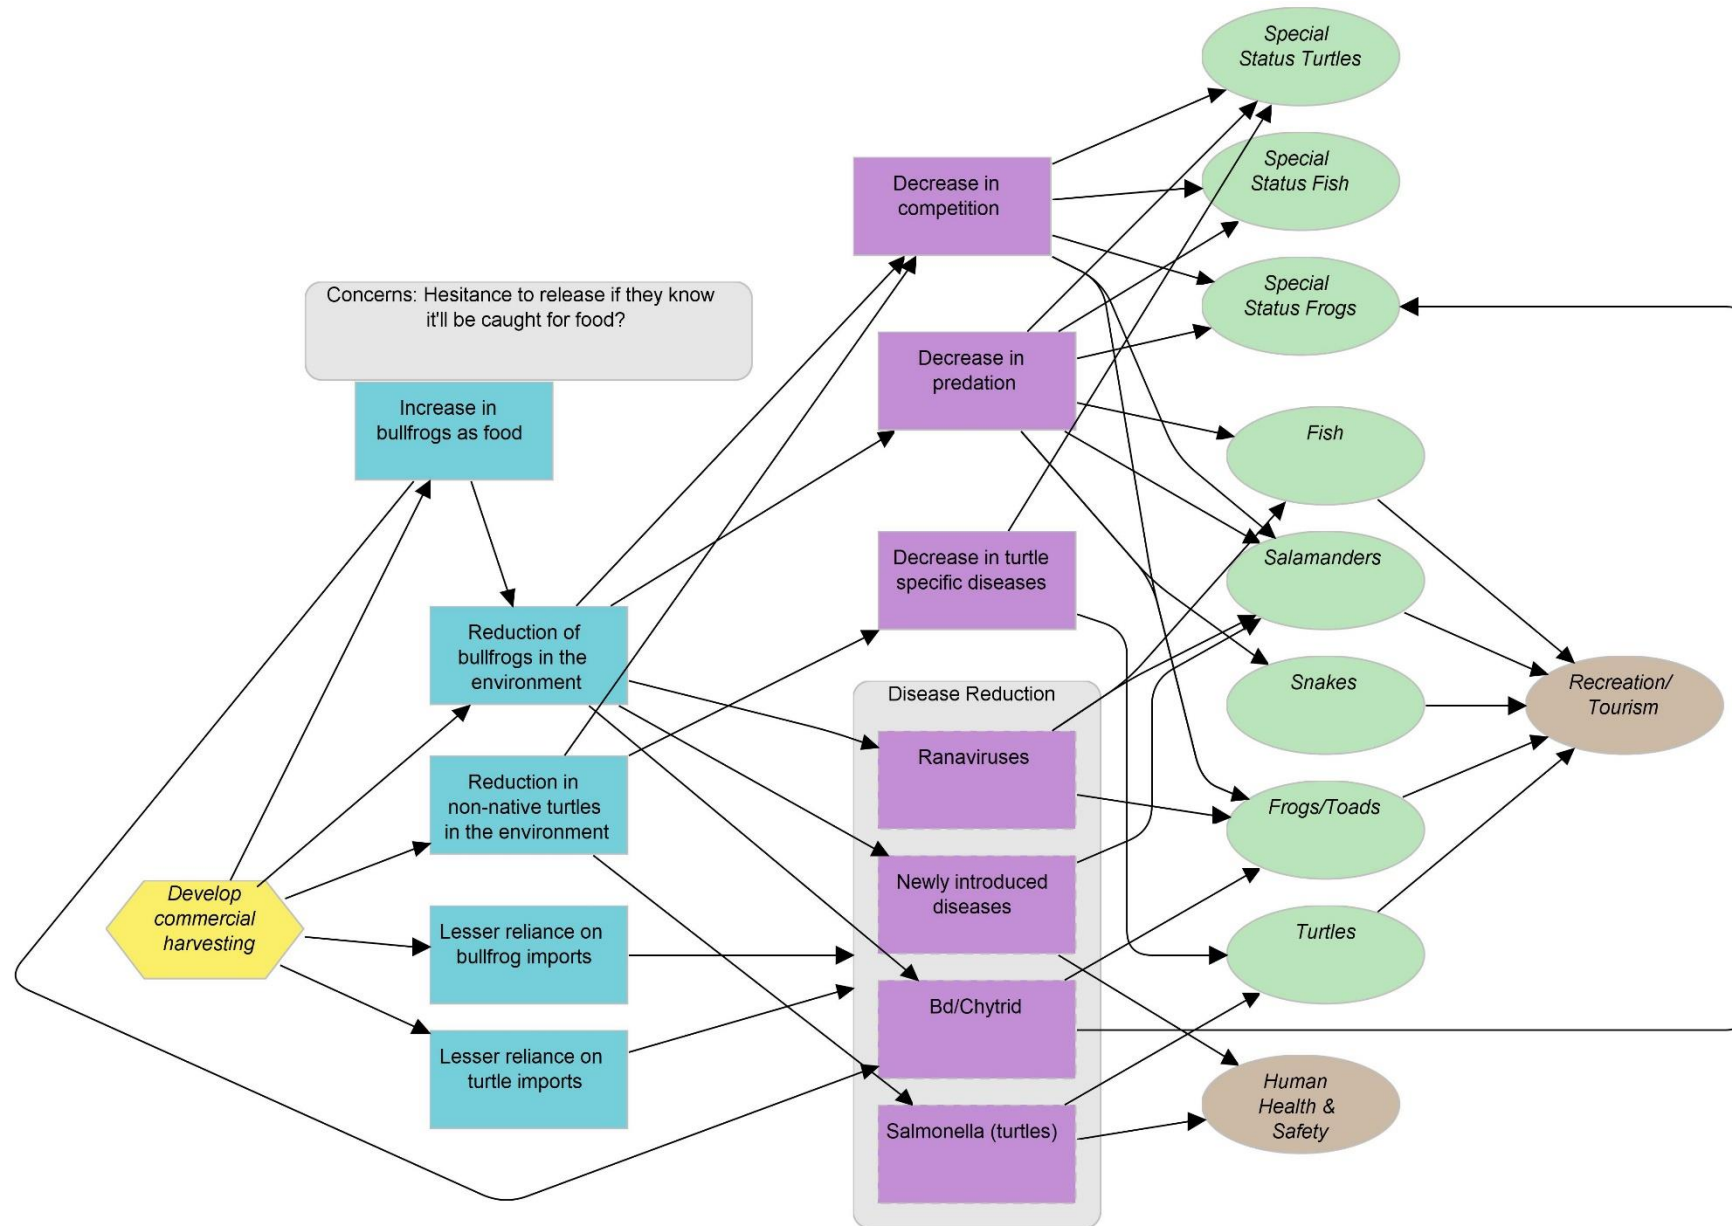 Special
Status Turtles
Special
Status Fish
Special
Status Frogs
Decrease in
competition
Concerns: Hesitance to release if they know
it'll be caught for food?
Increase in
bullfrogs as food
Decrease in
predation
Fish
Decrease in turtle
specific diseases
Salamanders
Reduction of
bullfrogs in the
environment
Snakes
Recreation/
Tourism
Disease Reduction
Ranaviruses
Reduction in
non-native turtles
in the environment
Frogs/Toads
Develop
commercial
harvesting
Newly introduced
diseases
Lesser reliance on
bullfrog imports
Turtles
Bd/Chytrid
Lesser reliance on
turtle imports
Human
Health &
Safety
Salmonella (turtles)